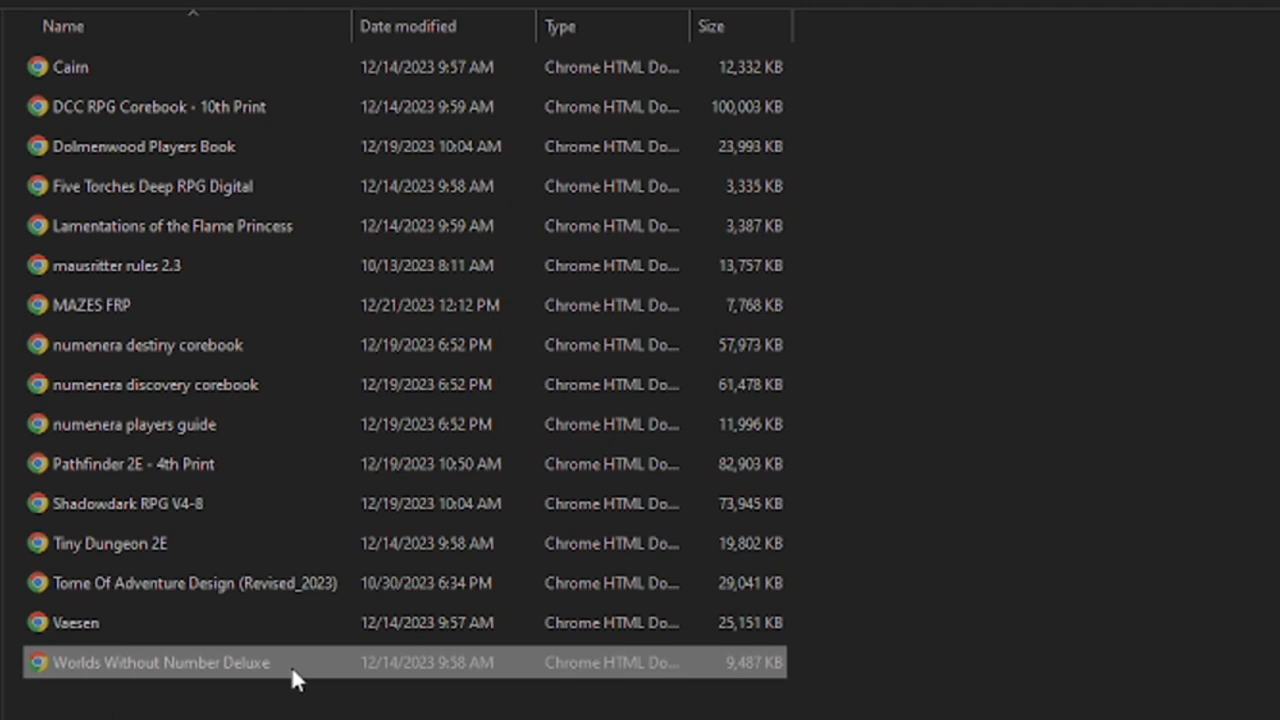 Name Date modified Type Size
Cairn 12/14/2023 9:57 AM Chrome HTML Do... 12,332 KB
DCC RPG Corebook - 10th Print 12/14/2023 9:59 AM Chrome HTML Do... 100,003 KB
Dolmenwood Players Book 12/19/2023 10:04 AM Chrome HTML Do... 23,993 KB
Five Torches Deep RPG Digital 12/14/2023 9:58 AM Chrome HTML Do... 3,335 KB
Lamentations of the Flame Princess 12/14/2023 9:59 AM Chrome HTML Do... 3,387 KB
mausritter rules 2.3 10/13/2023 8:11 AM Chrome HTML Do... 13,757 KB
MAZES FRP 12/21/2023 12:12 PM Chrome HTML Do... 7,768 KB
numenera destiny corebook 12/19/2023 6:52 PM Chrome HTML Do... 57,973 KB
numenera discovery corebook 12/19/2023 6:52 PM Chrome HTML Do... 61,478 KB
numenera players guide 12/19/2023 6:52 PM Chrome HTML Do... 11,996 KB
Pathfinder 2E - 4th Print 12/19/2023 10:50 AM Chrome HTML Do... 82,903 KB
Shadowdark RPG V4-8 12/19/2023 10:04 AM Chrome HTML Do... 73,945 KB
Tiny Dungeon 2E 12/14/2023 9:58 AM Chrome HTML Do... 19,802 KB
Tome Of Adventure Design (Revised_2023) 10/30/2023 6:34 PM Chrome HTML Do... 29,041 KB
Vaesen 12/14/2023 9:57 AM Chrome HTML Do... 25,151 KB
Worlds Without Number Deluxe 12/14/2023 9:58 AM Chrome HTML Do... 9,487 KB